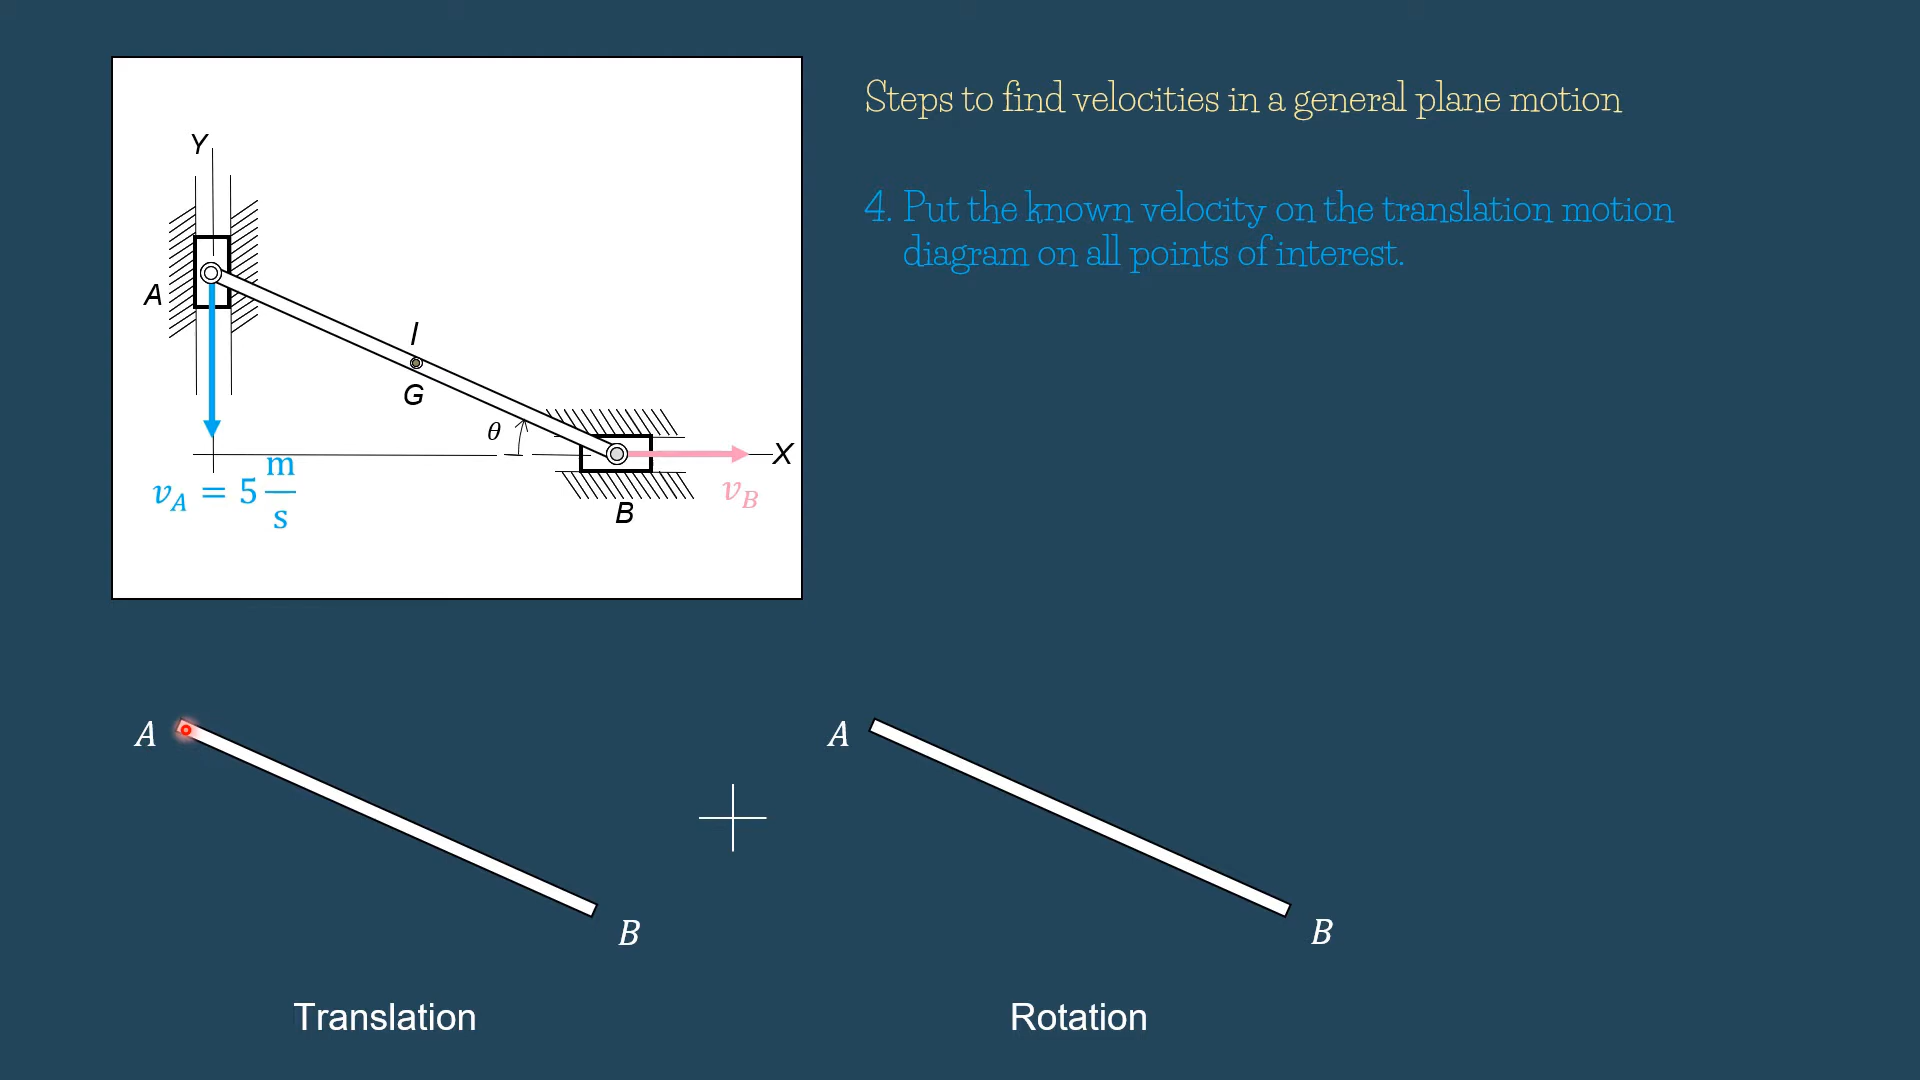 Steps to find velocities in a general plane motion
4. Put the known velocity on the translation motion
diagram on all points of interest.
Y
A
I
G
θ
X
v_A = 5 m/s
v_B
B
A
B
A
B
Translation
Rotation